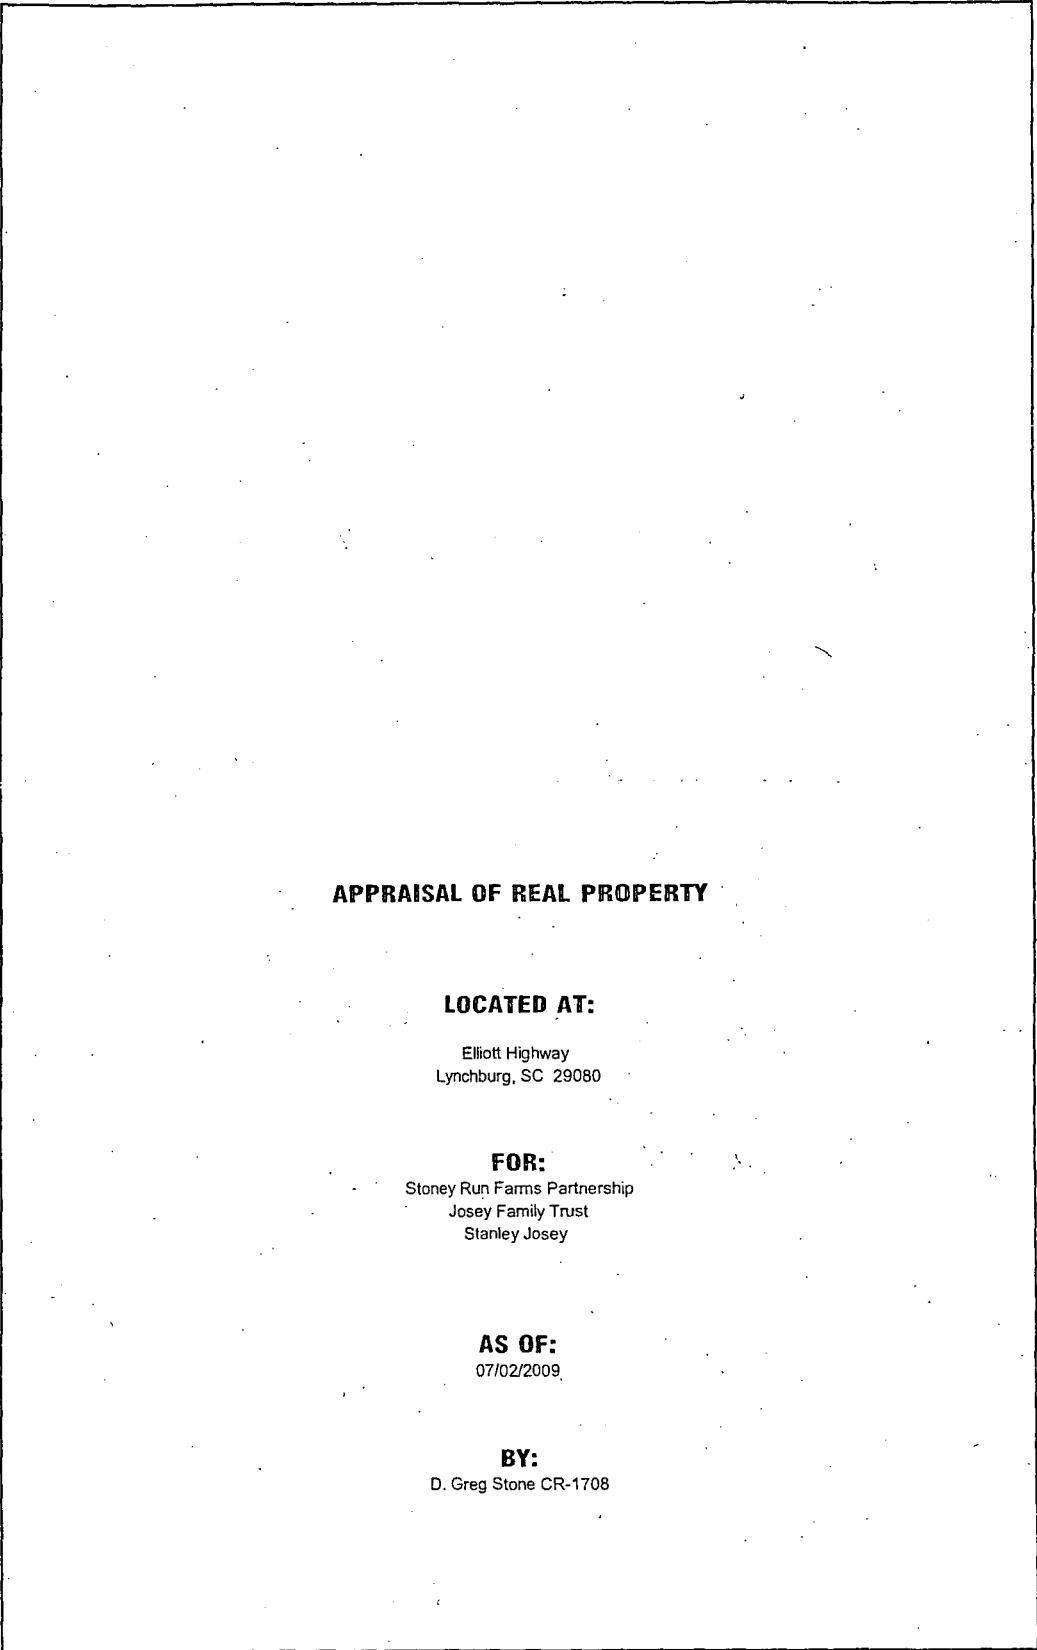 APPRAISAL OF REAL PROPERTY
LOCATED AT:
Elliott Highway
Lynchburg, SC 29080
FOR:
Stoney Run Farms Partnership
Josey Family Trust
Stanley Josey
AS OF:
07/02/2009
BY:
D. Greg Stone CR-1708